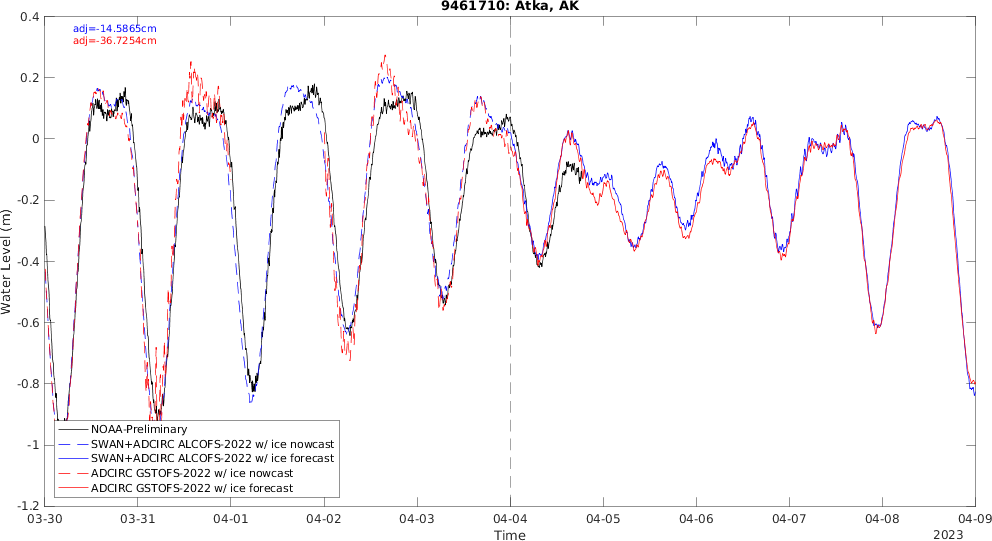 9461710: Atka, AK
adj=-14.5865cm
adj=-36.7254cm
Water Level (m)
0.4
0.2
0
-0.2
-0.4
-0.6
-0.8
-1
-1.2
NOAA-Preliminary
SWAN+ADCIRC ALCOFS-2022 w/ ice nowcast
SWAN+ADCIRC ALCOFS-2022 w/ ice forecast
ADCIRC GSTOFS-2022 w/ ice nowcast
ADCIRC GSTOFS-2022 w/ ice forecast
03-30 03-31 04-01 04-02 04-03 04-04 04-05 04-06 04-07 04-08 04-09
Time
2023